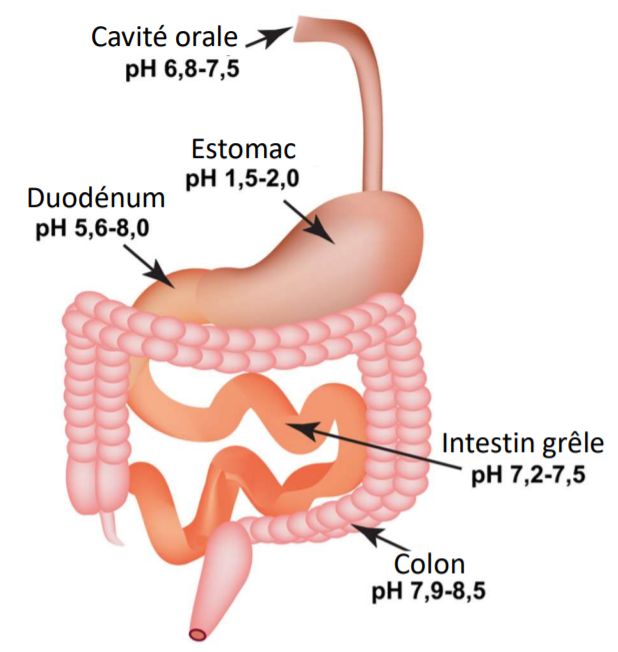 Cavité orale
pH 6,8-7,5
Estomac
pH 1,5-2,0
Duodénum
pH 5,6-8,0
Intestin grêle
pH 7,2-7,5
Colon
pH 7,9-8,5